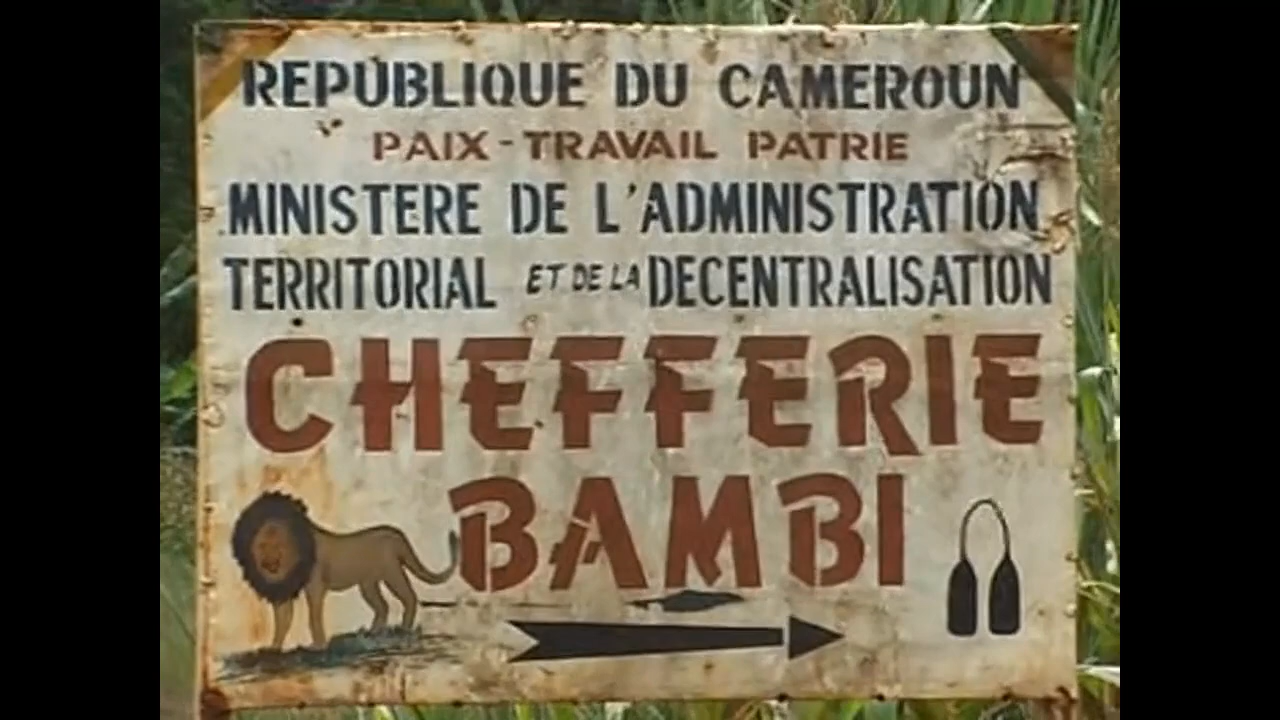 REPUBLIQUE DU CAMEROUN
PAIX-TRAVAIL PATRIE
MINISTERE DE L'ADMINISTRATION
TERRITORIAL ET DE LA DECENTRALISATION
CHEFFERIE
BAMBI